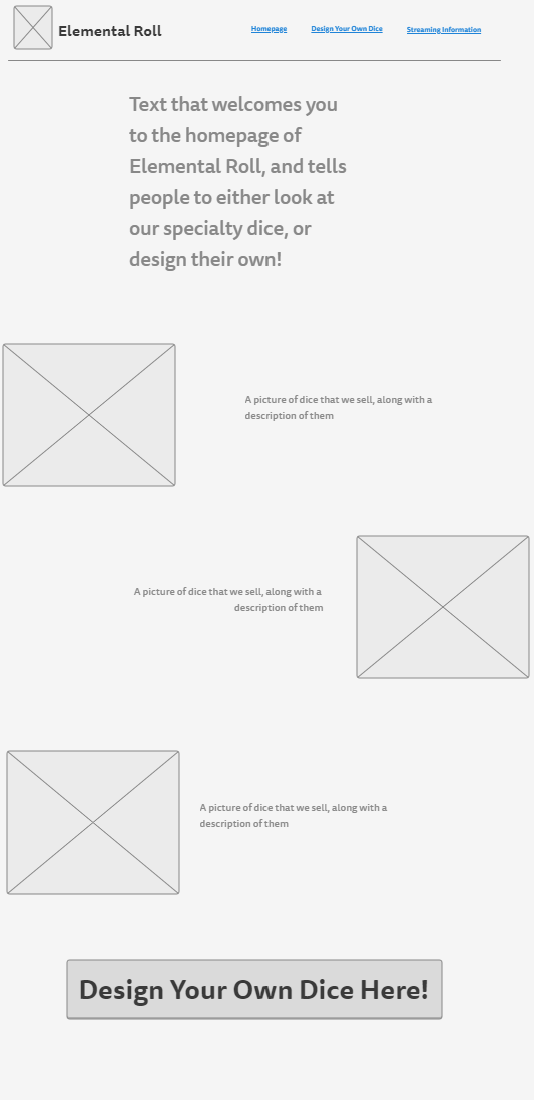 Elemental Roll
Homepage
Design Your Own Dice
Streaming Information
Text that welcomes you
to the homepage of
Elemental Roll, and tells
people to either look at
our specialty dice, or
design their own!
A picture of dice that we sell, along with a
description of them
A picture of dice that we sell, along with a
description of them
A picture of dice that we sell, along with a
description of them
Design Your Own Dice Here!